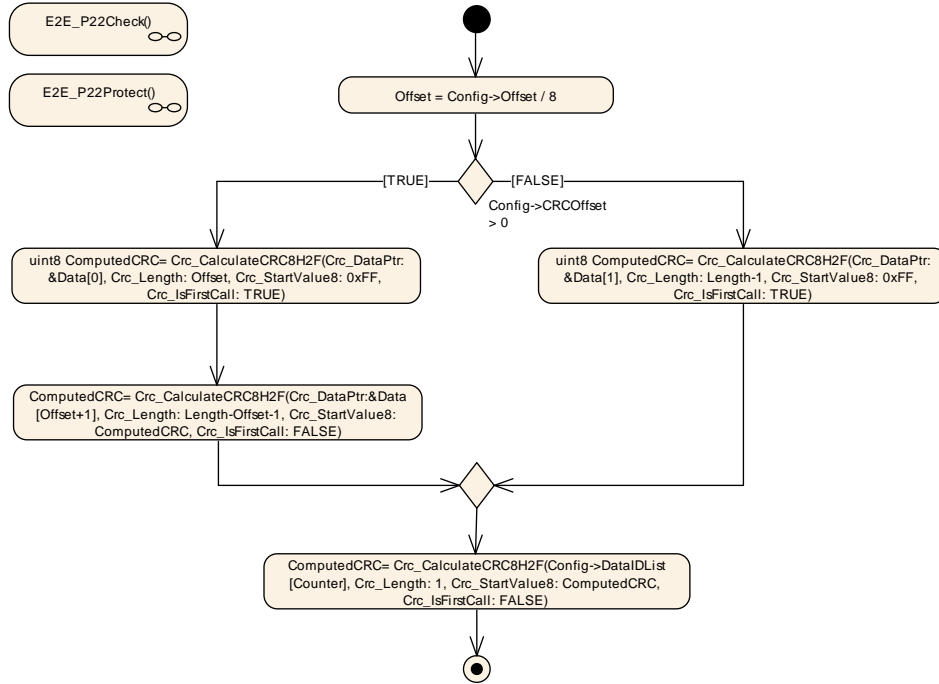 E2E_P22Check()
E2E_P22Protect()
Offset = Config->Offset / 8
[TRUE]
[FALSE]
Config->CRCOffset
> 0
uint8 ComputedCRC= Crc_CalculateCRC8H2F(Crc_DataPtr:
&Data[0], Crc_Length: Offset, Crc_StartValue8: 0xFF,
Crc_IsFirstCall: TRUE)
uint8 ComputedCRC= Crc_CalculateCRC8H2F(Crc_DataPtr:
&Data[1], Crc_Length: Length-1, Crc_StartValue8: 0xFF,
Crc_IsFirstCall: TRUE)
ComputedCRC= Crc_CalculateCRC8H2F(Crc_DataPtr:&Data
[Offset+1], Crc_Length: Length-Offset-1, Crc_StartValue8:
ComputedCRC, Crc_IsFirstCall: FALSE)
ComputedCRC= Crc_CalculateCRC8H2F(Config->DataIDList
[Counter], Crc_Length: 1, Crc_StartValue8: ComputedCRC,
Crc_IsFirstCall: FALSE)